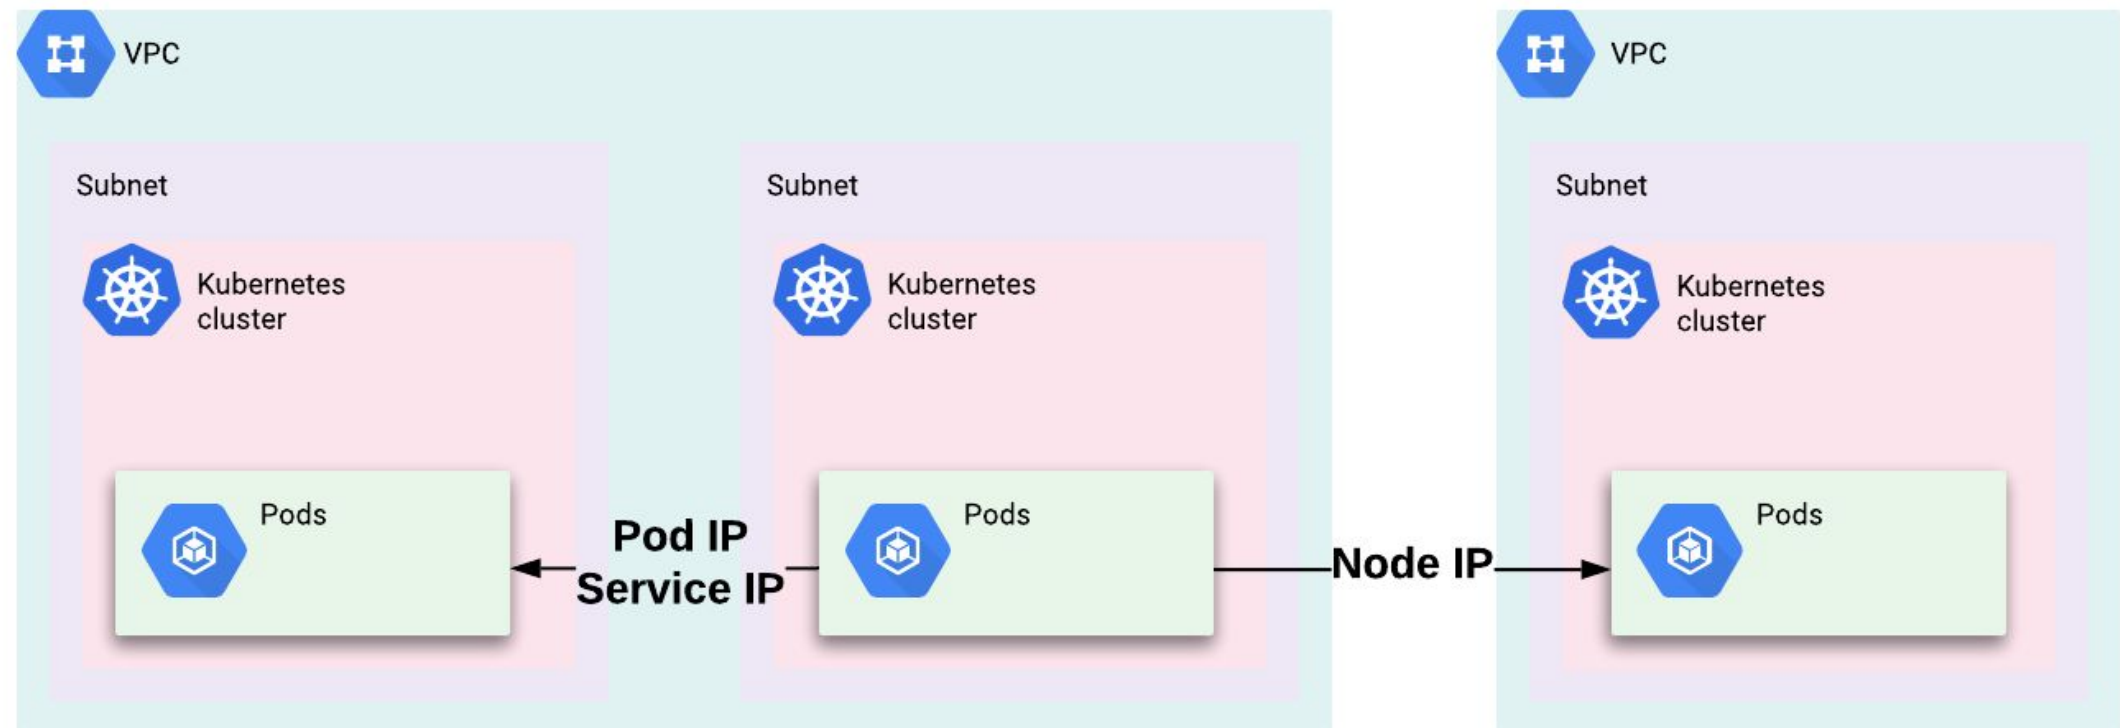 VPC
Subnet
Kubernetes
cluster
Pods
Pod IP
Service IP
Subnet
Kubernetes
cluster
Pods
Node IP
VPC
Subnet
Kubernetes
cluster
Pods